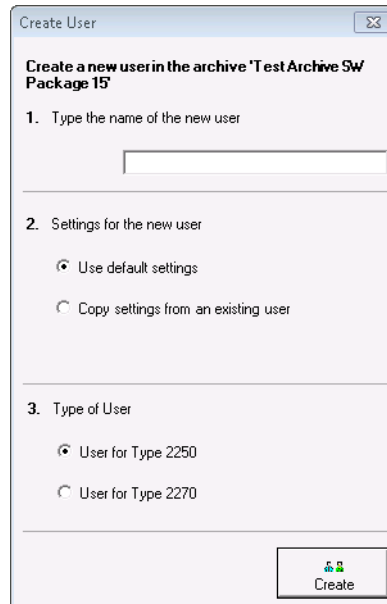 Create User
Create a new user in the archive 'Test Archive SW
Package 15'
1. Type the name of the new user
2. Settings for the new user
Use default settings
Copy settings from an existing user
3. Type of User
User for Type 2250
User for Type 2270
Create